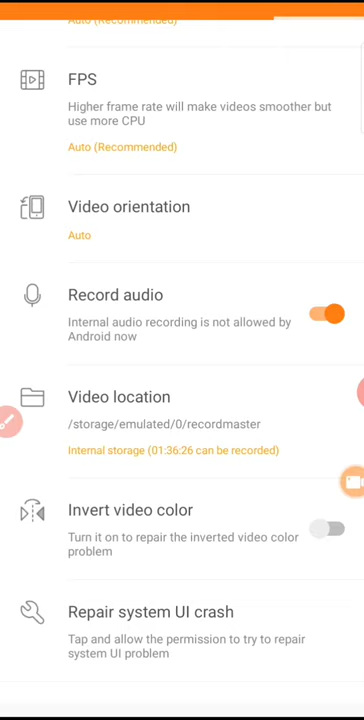 Auto (Recommended)
FPS
Higher frame rate will make videos smoother but
use more CPU
Auto (Recommended)
Video orientation
Auto
Record audio
Internal audio recording is not allowed by
Android now
Video location
/storage/emulated/0/recordmaster
Internal storage (01:36:26 can be recorded)
Invert video color
Turn it on to repair the inverted video color
problem
Repair system UI crash
Tap and allow the permission to try to repair
system UI problem